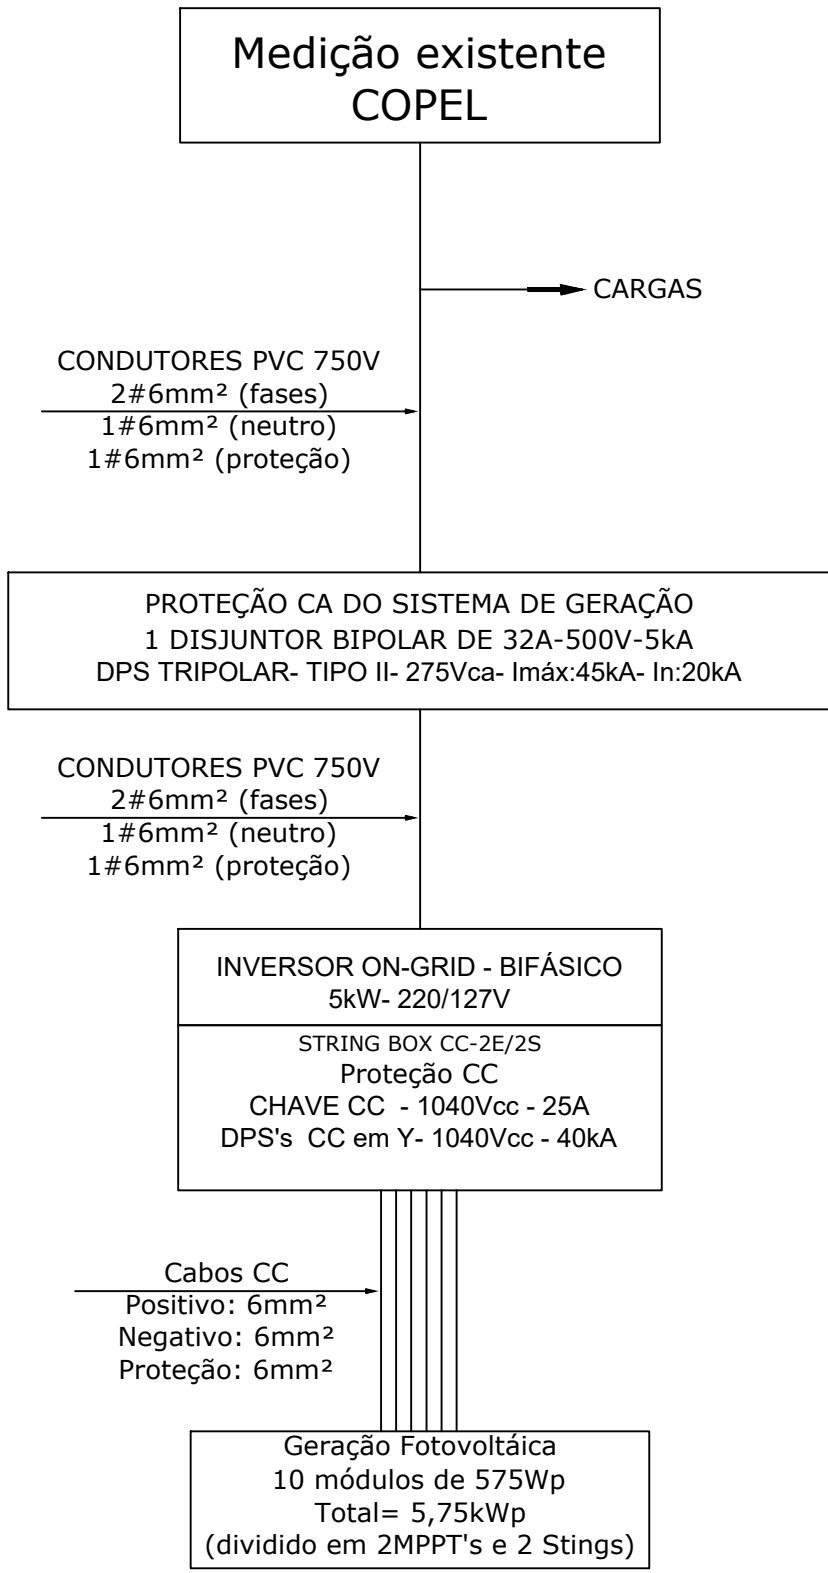 Medição existente
COPEL
CARGAS
CONDUTORES PVC 750V
2#6mm² (fases)
1#6mm² (neutro)
1#6mm² (proteção)
PROTEÇÃO CA DO SISTEMA DE GERAÇÃO
1 DISJUNTOR BIPOLAR DE 32A-500V-5kA
DPS TRIPOLAR- TIPO II- 275Vca- Imáx:45kA- In:20kA
CONDUTORES PVC 750V
2#6mm² (fases)
1#6mm² (neutro)
1#6mm² (proteção)
INVERSOR ON-GRID - BIFÁSICO
5kW- 220/127V
STRING BOX CC-2E/2S
Proteção CC
CHAVE CC - 1040Vcc - 25A
DPS's CC em Y- 1040Vcc - 40kA
Cabos CC
Positivo: 6mm²
Negativo: 6mm²
Proteção: 6mm²
Geração Fotovoltáica
10 módulos de 575Wp
Total= 5,75kWp
(dividido em 2MPPT's e 2 Stings)